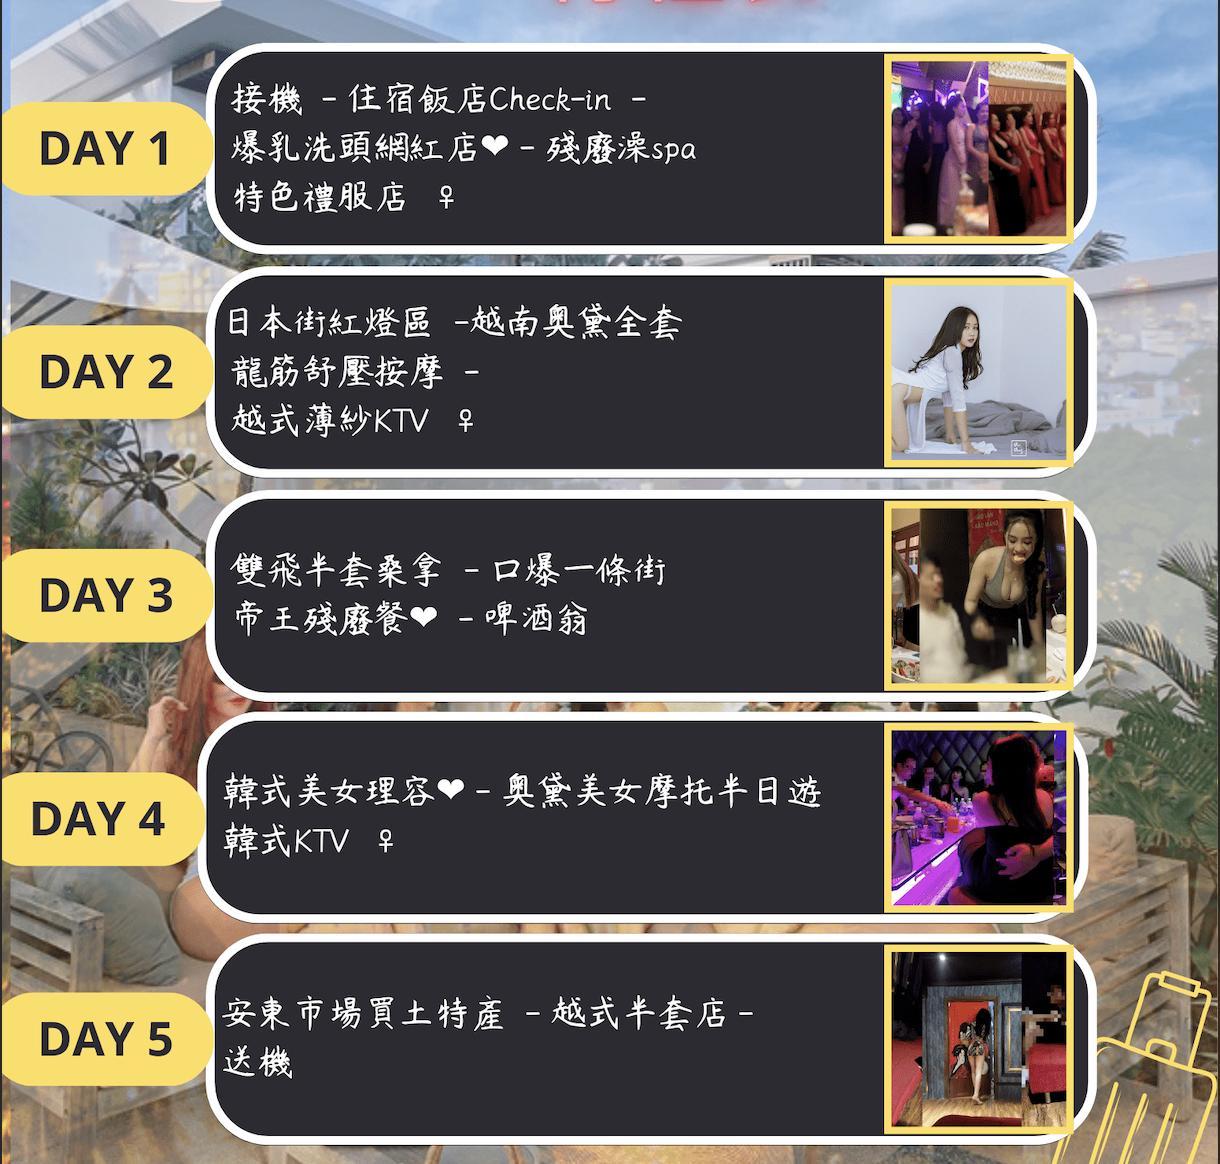 DAY 1
接機 - 住宿飯店Check-in -
爆乳洗頭網紅店❤ - 殘廢澡spa
特色禮服店 ♀
DAY 2
日本街紅燈區 -越南奧黛全套
龍筋舒壓按摩 -
越式薄紗KTV ♀
DAY 3
雙飛半套桑拿 - 口爆一條街
帝王殘廢餐❤ - 啤酒翁
DAY 4
韓式美女理容❤ - 奧黛美女摩托半日遊
韓式KTV ♀
DAY 5
安東市場買土特產 - 越式半套店 -
送機